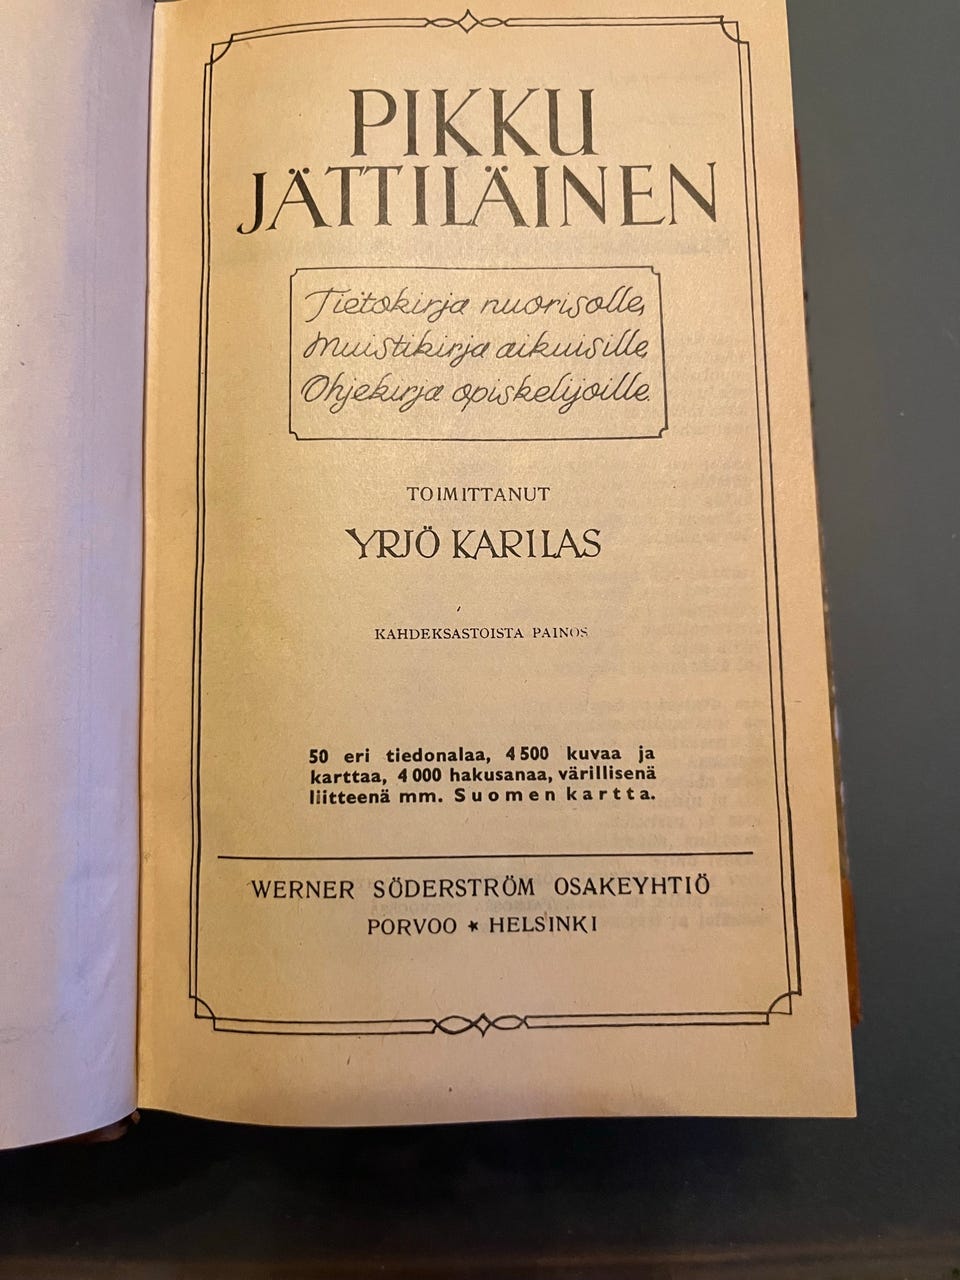 PIKKU
JÄTTILÄINEN
Tietokirja nuorisolle,
Muistikirja aikuisille,
Ohjekirja opiskelijoille.
TOIMITTANUT
YRJÖ KARILAS
KAHDEKSASTOISTA PAINOS
50 eri tiedonalaa, 4 500 kuvaa ja
karttaa, 4 000 hakusanaa, värillisenä
liitteenä mm. Suomen kartta.
WERNER SÖDERSTRÖM OSAKEYHTIÖ
PORVOO ★ HELSINKI